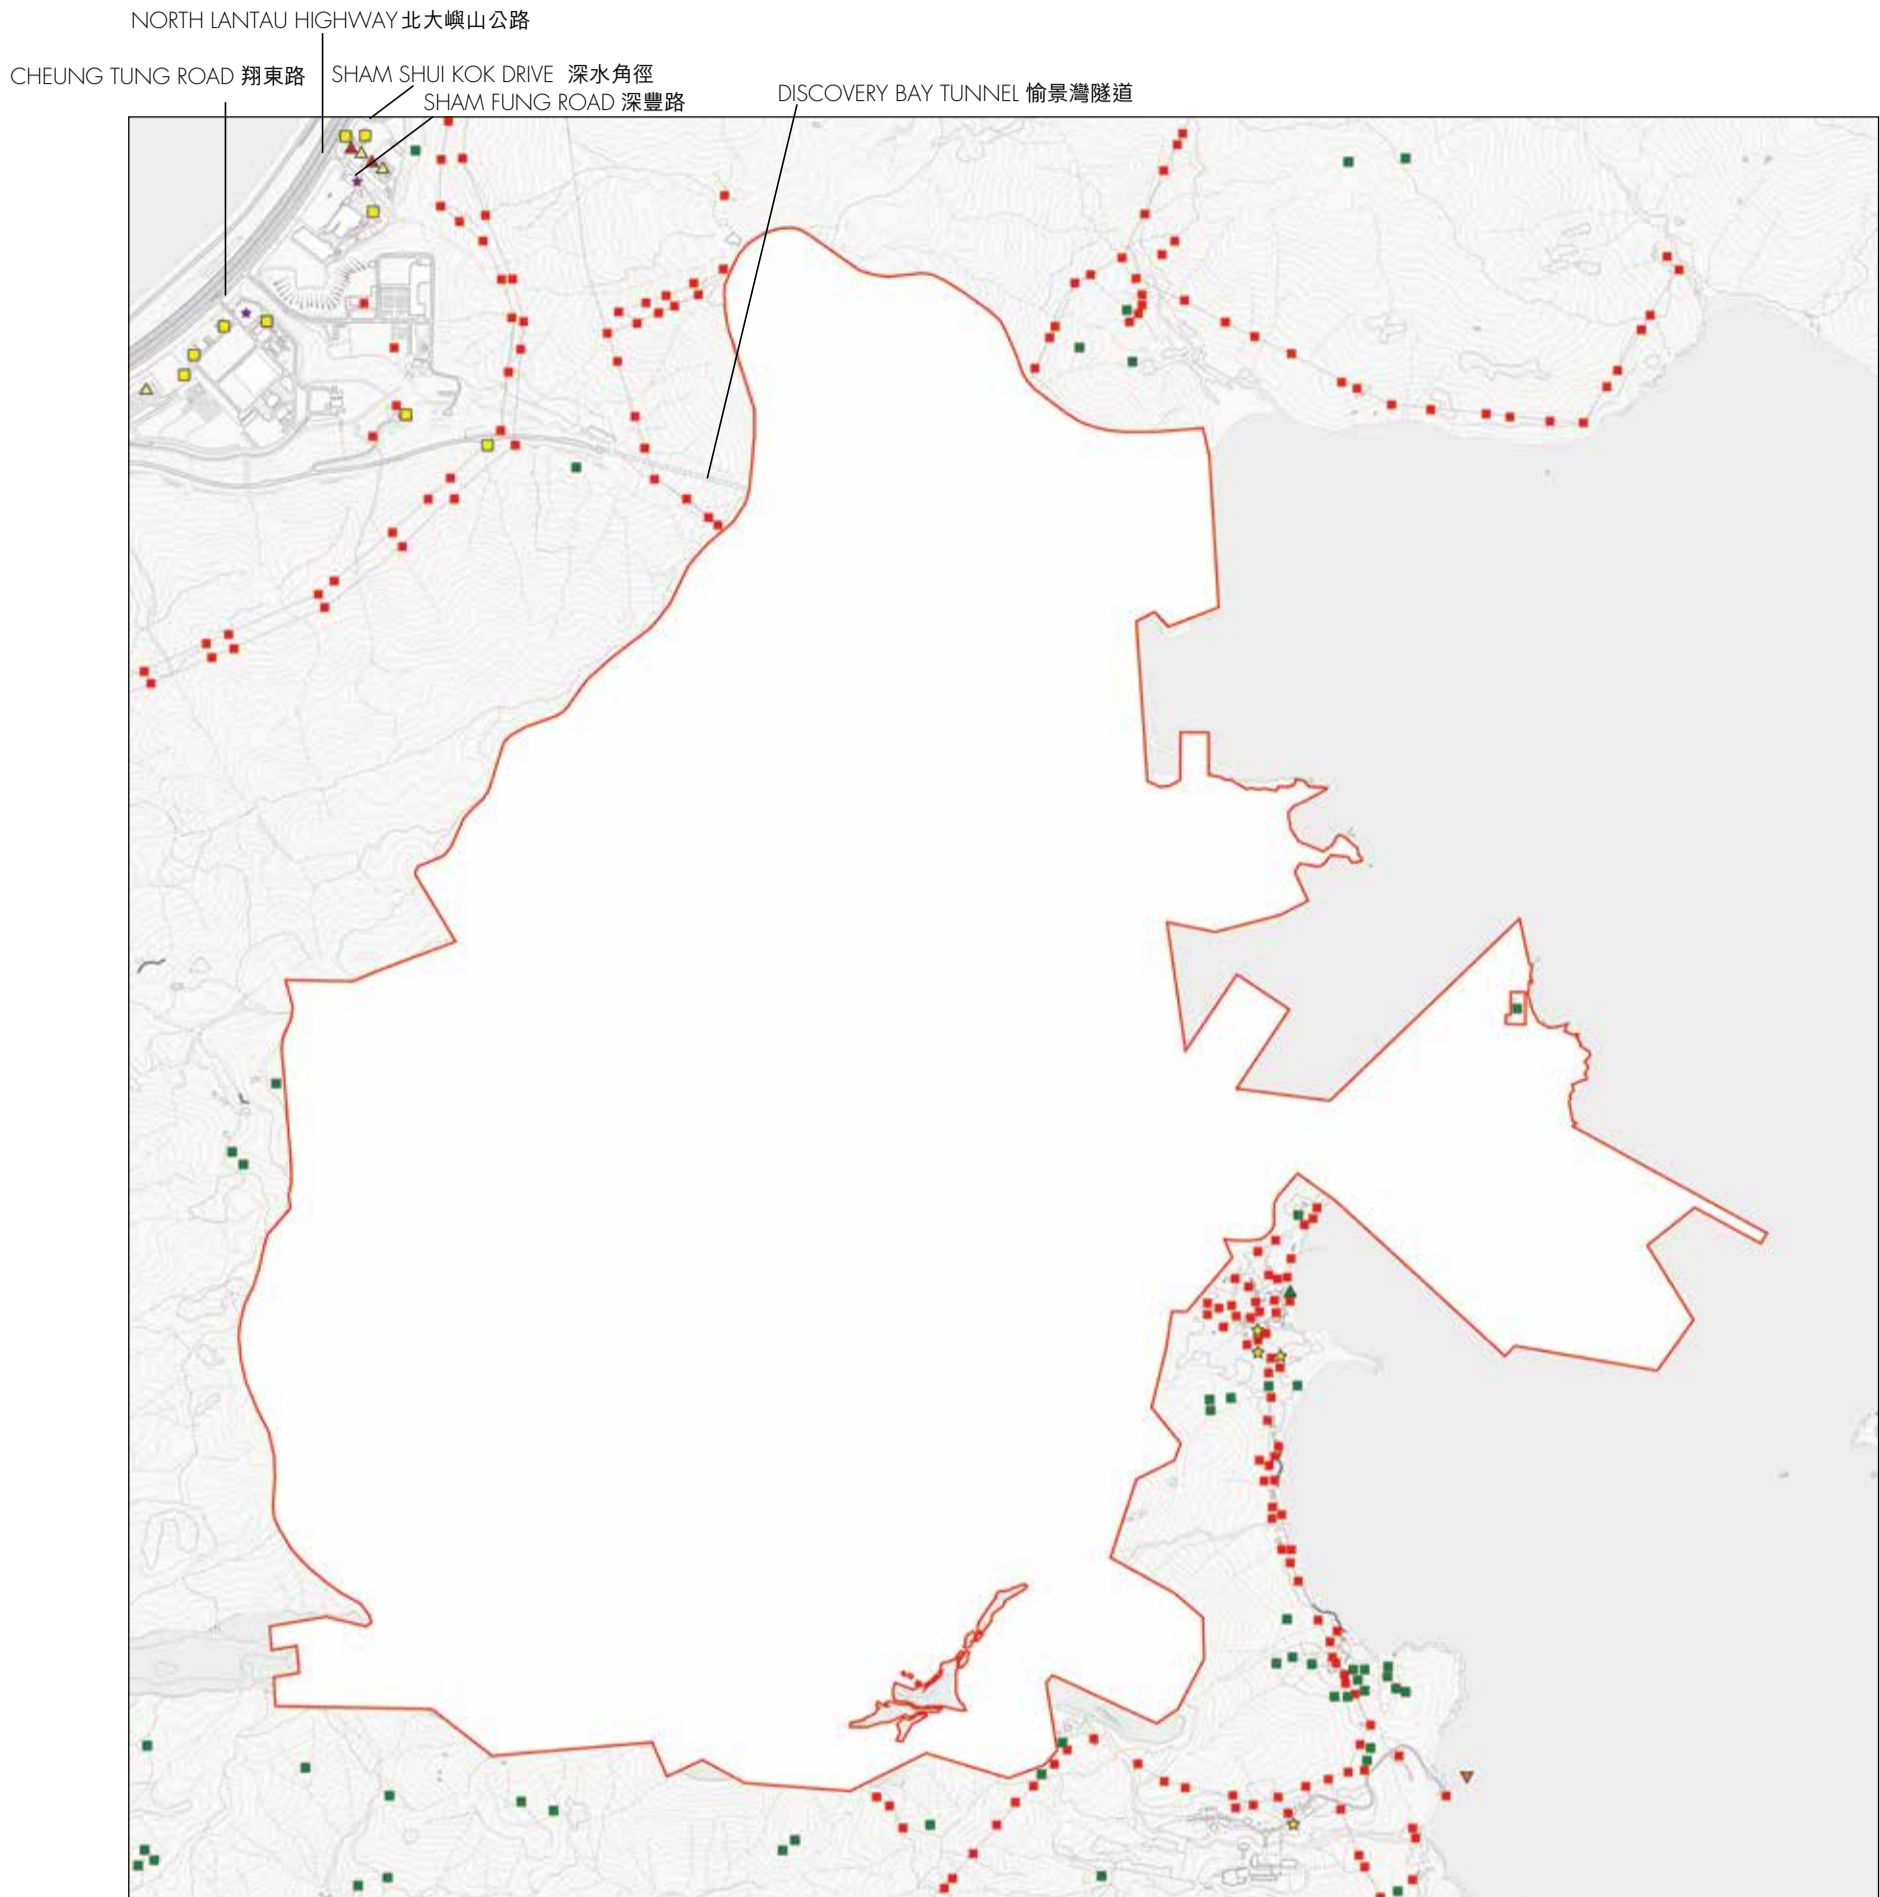 NORTH LANTAU HIGHWAY 北大嶼山公路
CHEUNG TUNG ROAD 翔東路
SHAM SHUI KOK DRIVE 深水角徑
SHAM FUNG ROAD 深豐路
DISCOVERY BAY TUNNEL 愉景灣隧道